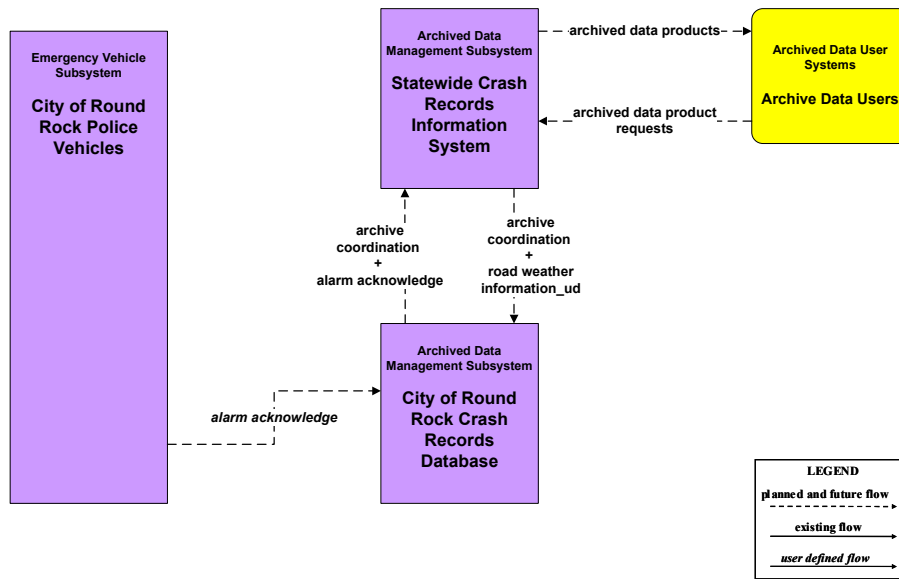 Emergency Vehicle
Subsystem
City of Round
Rock Police
Vehicles
Archived Data
Management Subsystem
Statewide Crash
Records
Information
System
archived data products
archived data product
requests
Archived Data User
Systems
Archive Data Users
archive
coordination
+
alarm acknowledge
archive
coordination
+
road weather
information_ud
Archived Data
Management Subsystem
City of Round
Rock Crash
Records
Database
alarm acknowledge
LEGEND
planned and future flow
existing flow
user defined flow